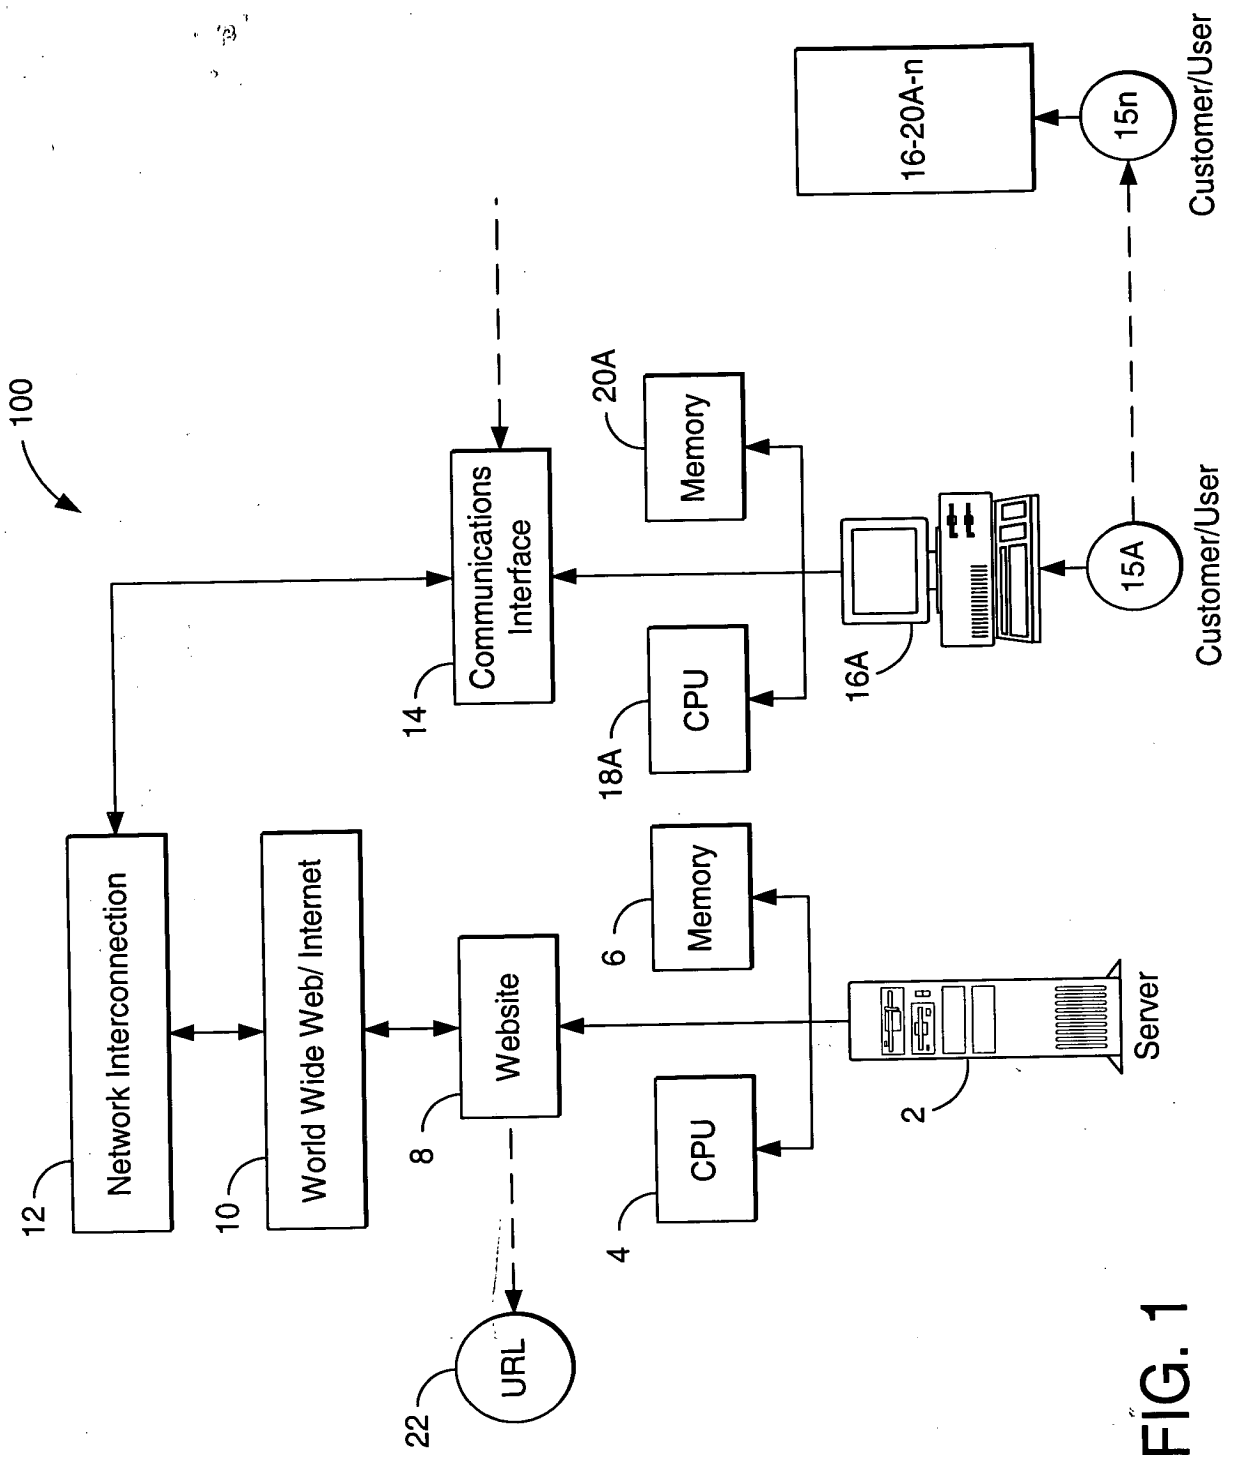 100
12
Network Interconnection
10
World Wide Web/ Internet
22
URL
8
Website
14
Communications
Interface
4
CPU
6
Memory
18A
CPU
20A
Memory
2
Server
16A
15A
Customer/User
16-20A-n
15n
Customer/User
FIG. 1